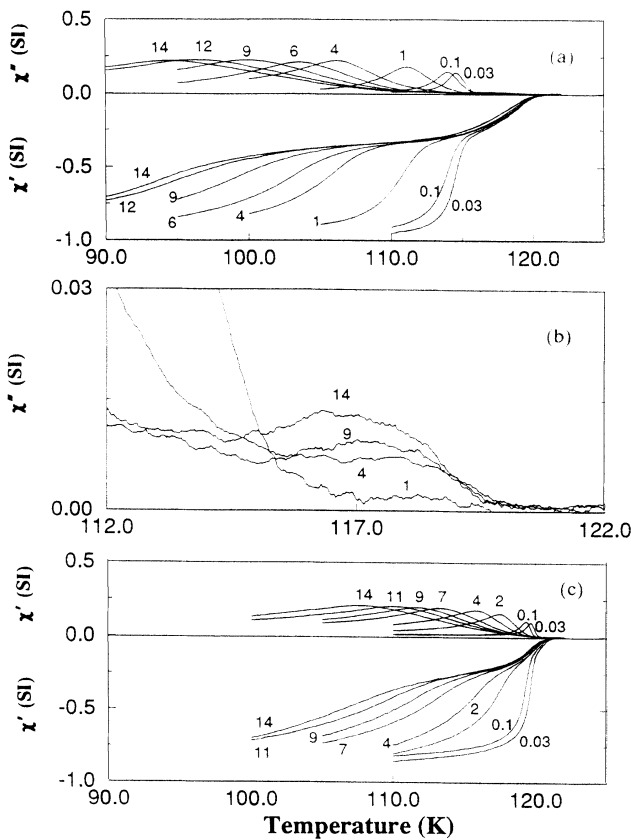 0.5
χ″ (SI)
14 12 9 6 4 1 0.1 0.03
(a)
0.0
χ′ (SI)
-0.5
14
12
9
6
4
1
0.1
0.03
-1.0
90.0 100.0 110.0 120.0
0.03
(b)
χ″ (SI)
14
9
4
1
0.00
112.0 117.0 122.0
0.5
(c)
χ′ (SI)
14 11 9 7 4 2 0.1 0.03
0.0
χ′ (SI)
-0.5
14
11
9
7
4
2
0.1
0.03
-1.0
90.0 100.0 110.0 120.0
Temperature (K)